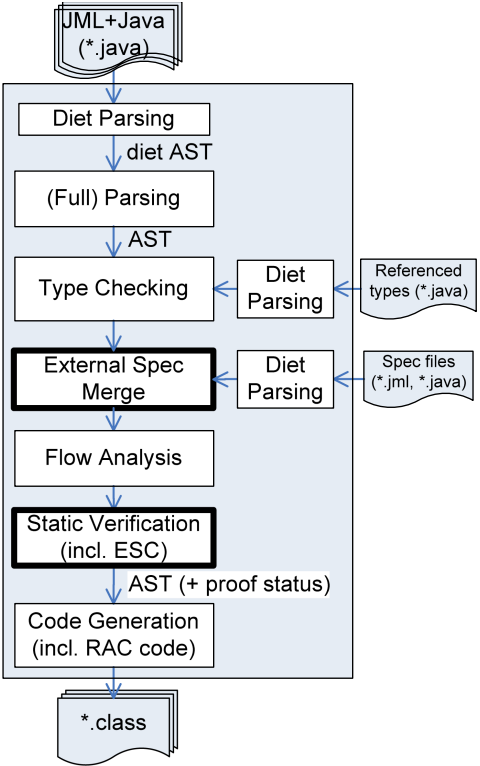 JML+Java
(*.java)
Diet Parsing
diet AST
(Full) Parsing
AST
Type Checking
Diet
Parsing
Referenced
types (*.java)
External Spec
Merge
Diet
Parsing
Spec files
(*.jml, *.java)
Flow Analysis
Static Verification
(incl. ESC)
AST (+ proof status)
Code Generation
(incl. RAC code)
*.class